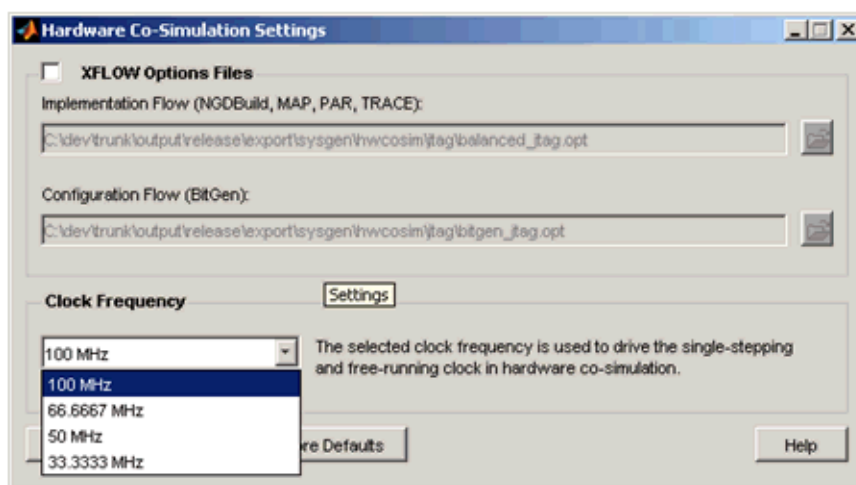 Hardware Co-Simulation Settings
XFLOW Options Files
Implementation Flow (NGDBuild, MAP, PAR, TRACE):
C:\dev\trunk\output\release\export\sysgen\hwcosim\jtag\balanced_jtag.opt
Configuration Flow (BitGen):
C:\dev\trunk\output\release\export\sysgen\hwcosim\jtag\bitgen_jtag.opt
Settings
Clock Frequency
100 MHz
The selected clock frequency is used to drive the single-stepping
and free-running clock in hardware co-simulation.
100 MHz
66.6667 MHz
50 MHz
33.3333 MHz
re Defaults
Help